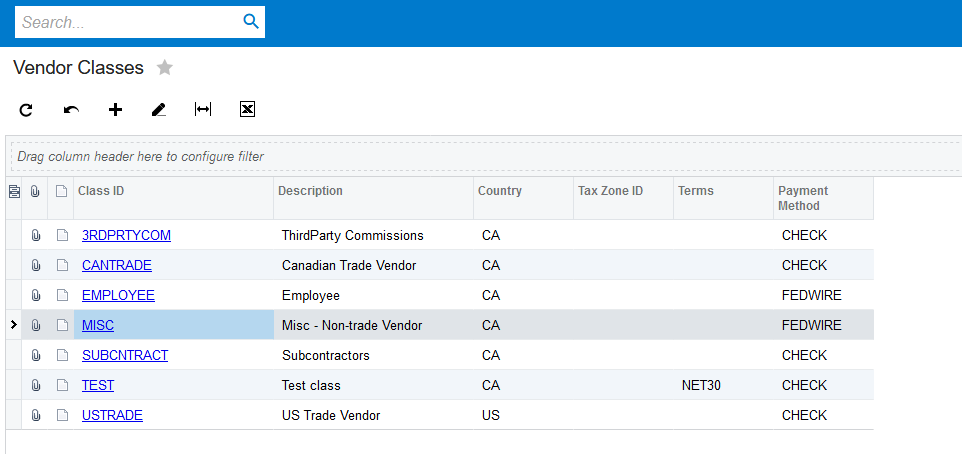 Search...
Vendor Classes
Drag column header here to configure filter
Class ID Description Country Tax Zone ID Terms Payment Method
3RDPRTYCOM ThirdParty Commissions CA CHECK
CANTRADE Canadian Trade Vendor CA CHECK
EMPLOYEE Employee CA FEDWIRE
MISC Misc - Non-trade Vendor CA FEDWIRE
SUBCNTRACT Subcontractors CA CHECK
TEST Test class CA NET30 CHECK
USTRADE US Trade Vendor US CHECK